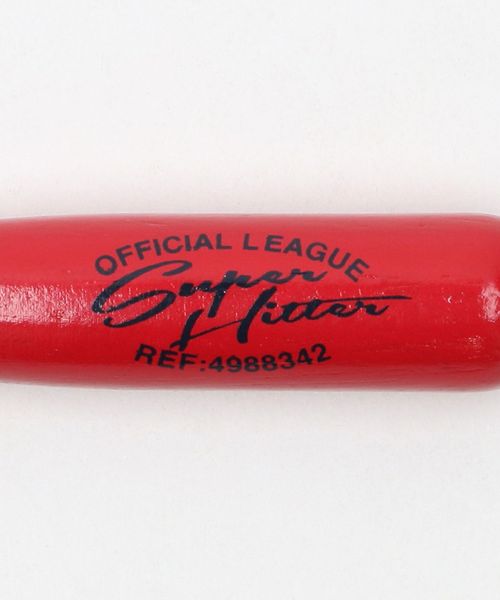 OFFICIAL LEAGUE
Super
Hitter
REF:4988342